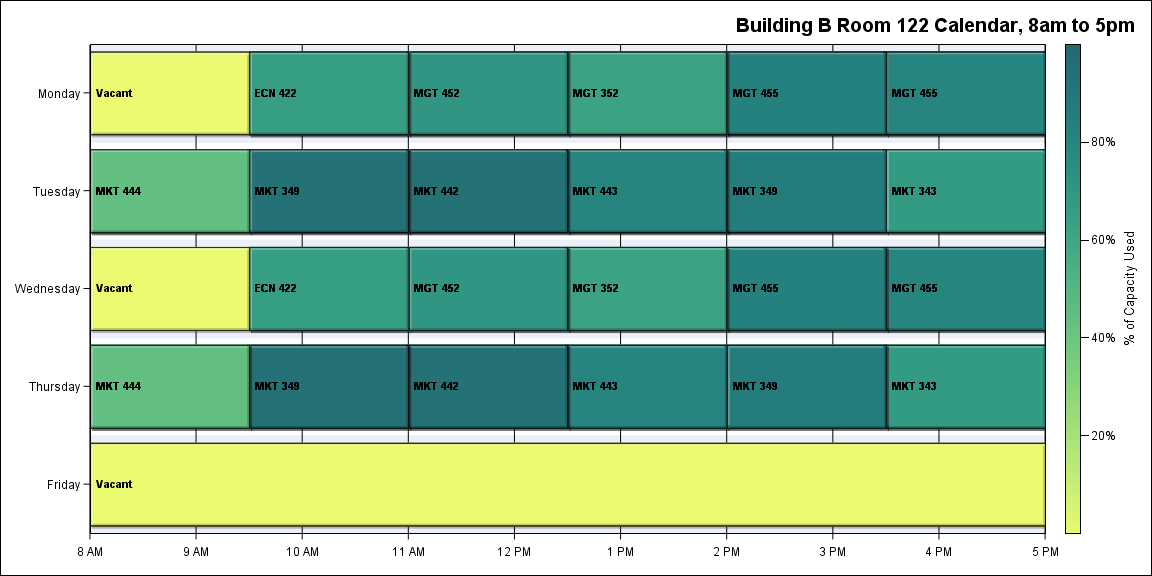 Building B Room 122 Calendar, 8am to 5pm
Monday
Vacant
ECN 422
MGT 452
MGT 352
MGT 455
MGT 455
Tuesday
MKT 444
MKT 349
MKT 442
MKT 443
MKT 349
MKT 343
Wednesday
Vacant
ECN 422
MGT 452
MGT 352
MGT 455
MGT 455
Thursday
MKT 444
MKT 349
MKT 442
MKT 443
MKT 349
MKT 343
Friday
Vacant
8 AM
9 AM
10 AM
11 AM
12 PM
1 PM
2 PM
3 PM
4 PM
5 PM
80%
60%
40%
20%
% of Capacity Used